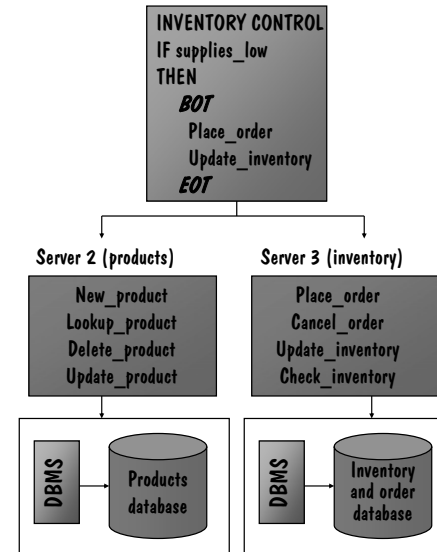 INVENTORY CONTROL
IF supplies_low
THEN
BOT
Place_order
Update_inventory
EOT
Server 2 (products)
New_product
Lookup_product
Delete_product
Update_product
DBMS
Products
database
Server 3 (inventory)
Place_order
Cancel_order
Update_inventory
Check_inventory
DBMS
Inventory
and order
database